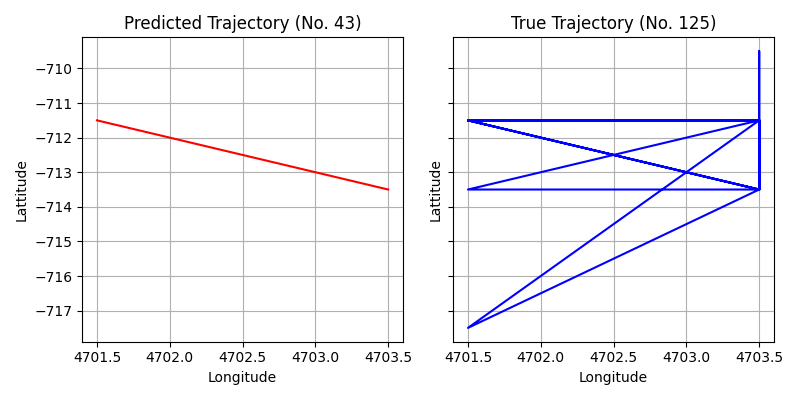 Predicted Trajectory (No. 43)
True Trajectory (No. 125)
Lattitude
−710
−711
−712
−713
−714
−715
−716
−717
4701.5 4702.0 4702.5 4703.0 4703.5
Longitude
Lattitude
4701.5 4702.0 4702.5 4703.0 4703.5
Longitude